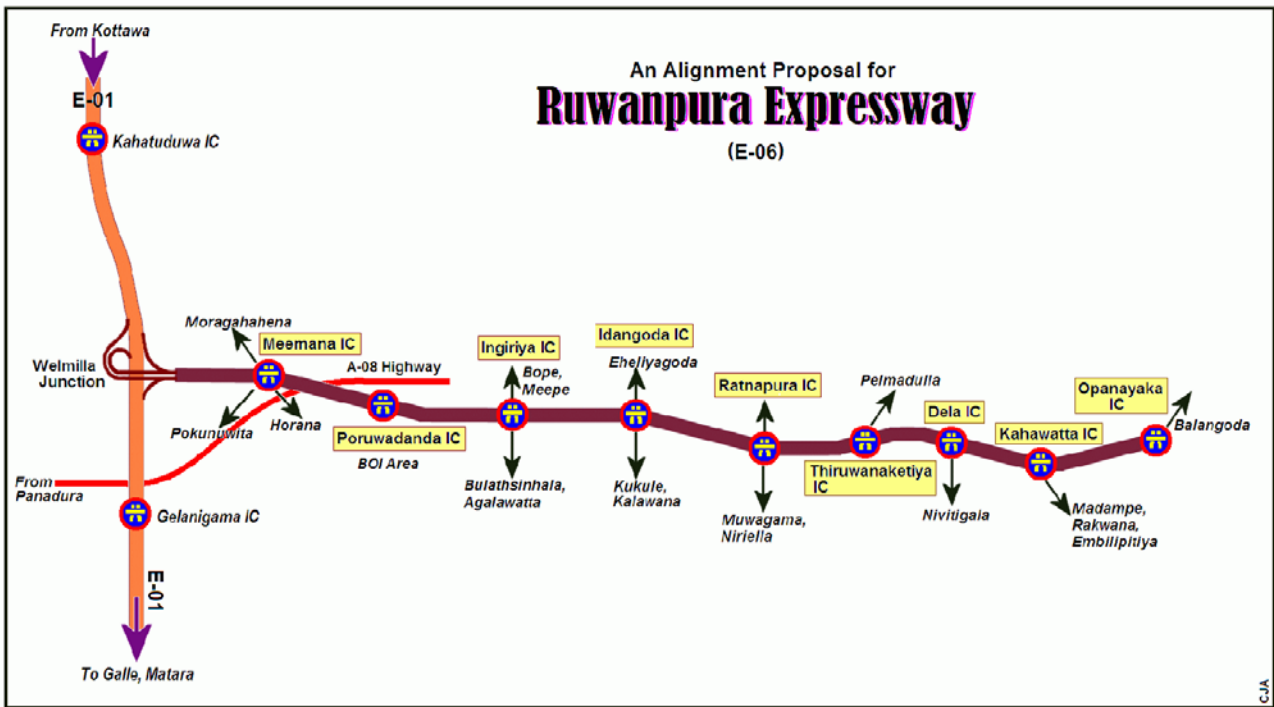 From Kottawa
An Alignment Proposal for
Ruwanpura Expressway
(E-06)
E-01
Kahatuduwa IC
Moragahahena
Meemana IC
A-08 Highway
Welmilla
Junction
Pokunuwita
Horana
Poruwadanda IC
BOI Area
Ingiriya IC
Bope,
Meepe
Bulathsinhala,
Agalawatta
Idangoda IC
Eheliyagoda
Kukule,
Kalawana
Ratnapura IC
Muwagama,
Niriella
Pelmadulla
Thiruwanaketiya
IC
Dela IC
Nivitigala
Kahawatta IC
Madampe,
Rakwana,
Embilipitiya
Opanayaka
IC
Balangoda
From
Panadura
Gelanigama IC
E-01
To Galle, Matara
CJA